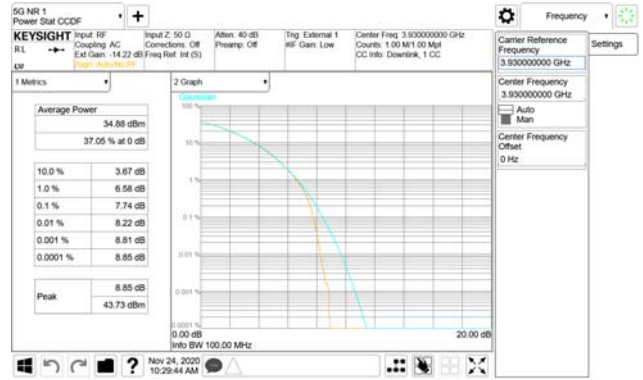 5G NR 1
Power Stat CCDF
Frequency
KEYSIGHT
RL
Input: RF
Coupling: AC
Ext Gain: -14.22 dB
Align: Auto/No RF
Input Z: 50 Ω
Corrections: Off
Freq Ref: Int (S)
Atten: 40 dB
Preamp: Off
Trig: External 1
#IF Gain: Low
Center Freq: 3.930000000 GHz
Counts: 1.00 M/1.00 Mpt
CC Info: Downlink, 1 CC
Carrier Reference
Frequency
3.930000000 GHz
Settings
Center Frequency
3.930000000 GHz
Auto
Man
Center Frequency
Offset
0 Hz
1 Metrics
Average Power
34.88 dBm
37.05 % at 0 dB
10.0 % 3.67 dB
1.0 % 6.58 dB
0.1 % 7.74 dB
0.01 % 8.22 dB
0.001 % 8.81 dB
0.0001 % 8.85 dB
Peak
8.85 dB
43.73 dBm
2 Graph
Gaussian
100 %
10 %
1 %
0.1 %
0.01 %
0.001 %
0.0001 %
0.00 dB
20.00 dB
Info BW 100.00 MHz
Nov 24, 2020
10:29:44 AM